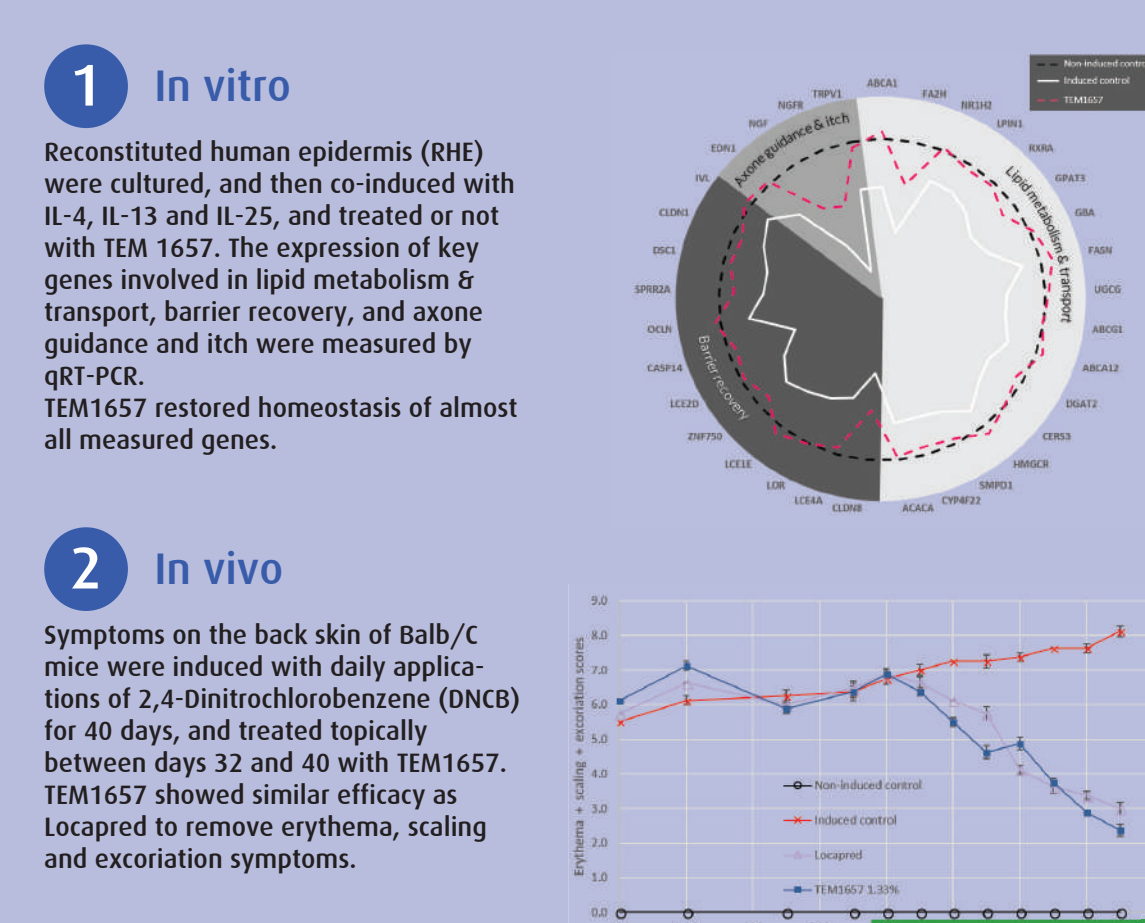 1 In vitro
Reconstituted human epidermis (RHE)
were cultured, and then co-induced with
IL-4, IL-13 and IL-25, and treated or not
with TEM 1657. The expression of key
genes involved in lipid metabolism &
transport, barrier recovery, and axone
guidance and itch were measured by
qRT-PCR.
TEM1657 restored homeostasis of almost
all measured genes.
Non-induced contro
Induced control
TEM1657
ABCA1
FA2H
NR1H2
LPIN1
RXRA
GPAT3
GBA
FASN
UGCG
ABCG1
ABCA12
DGAT2
CERS3
HMGCR
SMPD1
CYP4F22
ACACA
CLDN8
LCE4A
LOR
LCE1E
ZNF750
LCE2D
CASP14
OCLN
SPRR2A
DSC1
CLDN1
IVL
EDN1
NGF
NGFR
TRPV1
Axone guidance & itch
Lipid metabolism & transport
Barrier recovery
2 In vivo
Symptoms on the back skin of Balb/C
mice were induced with daily applica-
tions of 2,4-Dinitrochlorobenzene (DNCB)
for 40 days, and treated topically
between days 32 and 40 with TEM1657.
TEM1657 showed similar efficacy as
Locapred to remove erythema, scaling
and excoriation symptoms.
Erythema + scaling + excoriation scores
9.0
8.0
7.0
6.0
5.0
4.0
3.0
2.0
1.0
0.0
Non-induced control
Induced control
Locapred
TEM1657 1.33%